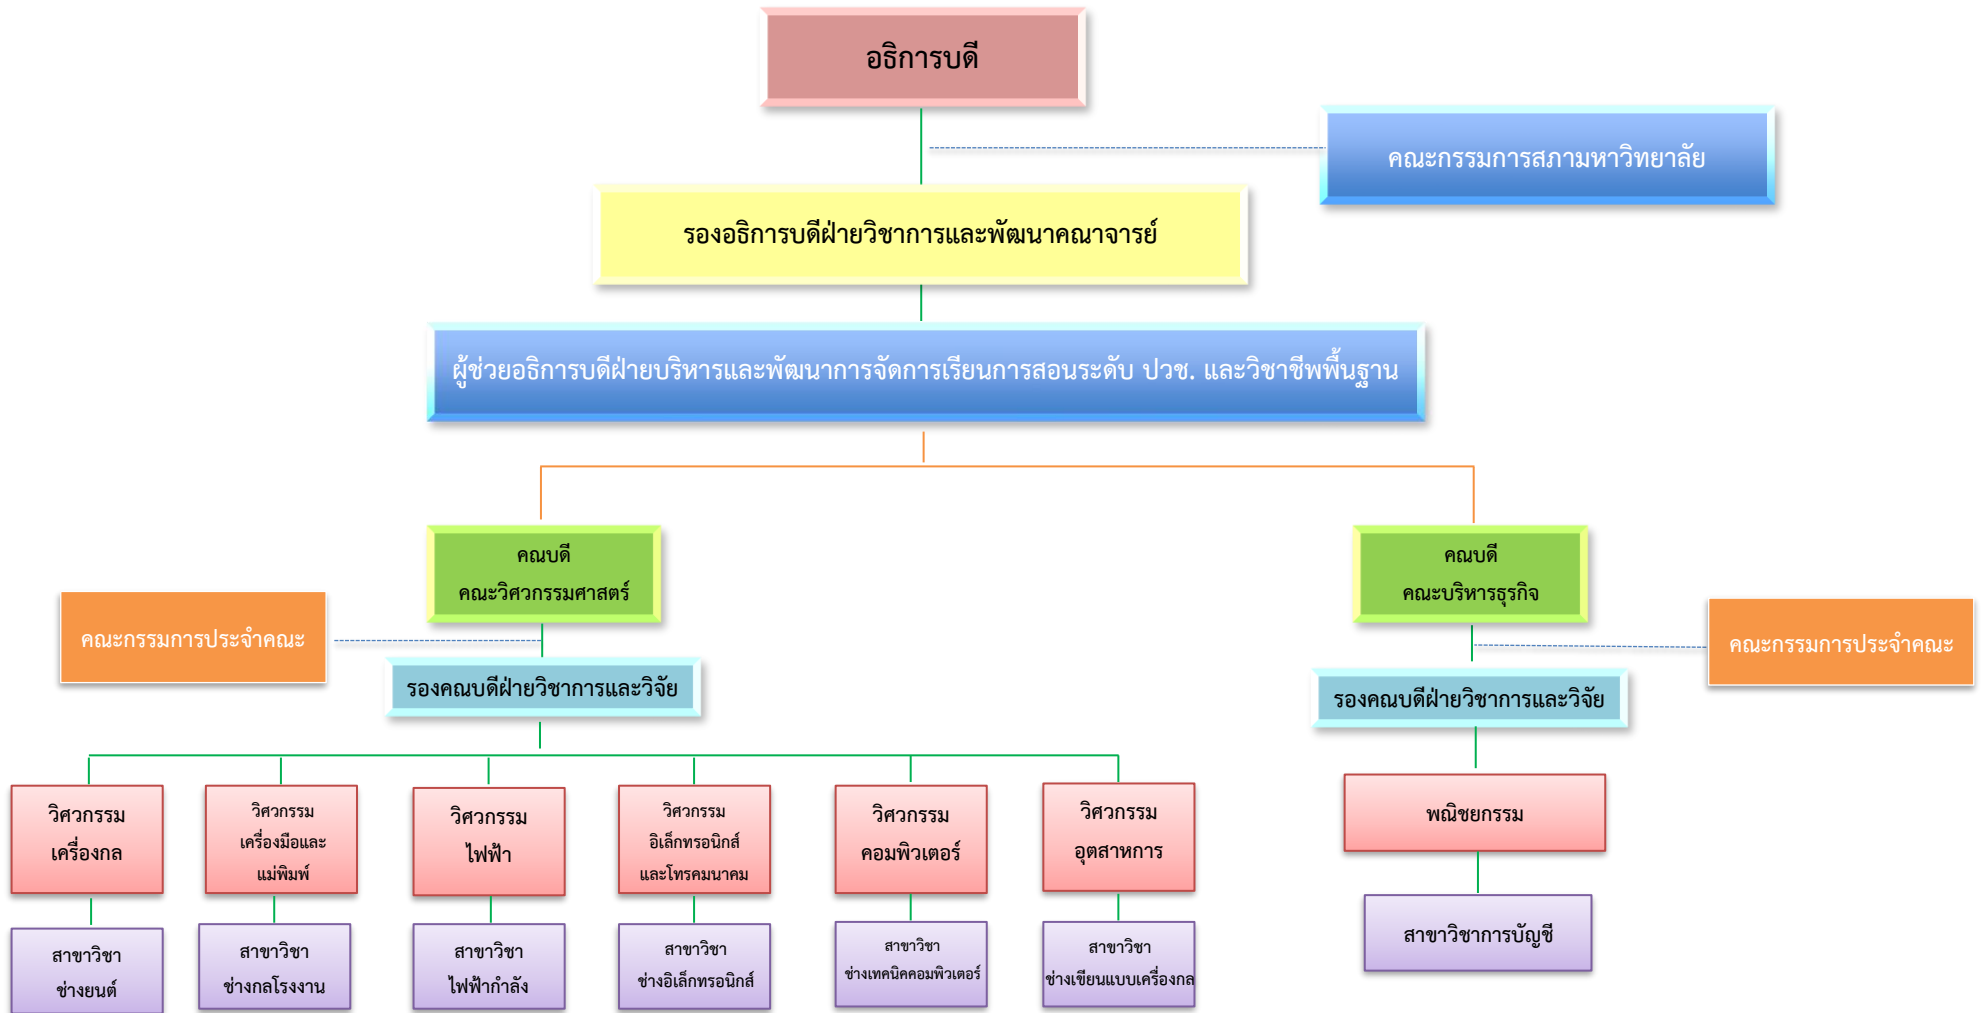 อธิการบดี
คณะกรรมการสภามหาวิทยาลัย
รองอธิการบดีฝ่ายวิชาการและพัฒนาคณาจารย์
ผู้ช่วยอธิการบดีฝ่ายบริหารและพัฒนาการจัดการเรียนการสอนระดับ ปวช. และวิชาชีพพื้นฐาน
คณบดี
คณะวิศวกรรมศาสตร์
คณบดี
คณะบริหารธุรกิจ
คณะกรรมการประจำคณะ
คณะกรรมการประจำคณะ
รองคณบดีฝ่ายวิชาการและวิจัย
รองคณบดีฝ่ายวิชาการและวิจัย
วิศวกรรม
เครื่องกล
วิศวกรรม
เครื่องมือและ
แม่พิมพ์
วิศวกรรม
ไฟฟ้า
วิศวกรรม
อิเล็กทรอนิกส์
และโทรคมนาคม
วิศวกรรม
คอมพิวเตอร์
วิศวกรรม
อุตสาหการ
พณิชยกรรม
สาขาวิชา
ช่างยนต์
สาขาวิชา
ช่างกลโรงงาน
สาขาวิชา
ไฟฟ้ากำลัง
สาขาวิชา
ช่างอิเล็กทรอนิกส์
สาขาวิชา
ช่างเทคนิคคอมพิวเตอร์
สาขาวิชา
ช่างเขียนแบบเครื่องกล
สาขาวิชาการบัญชี